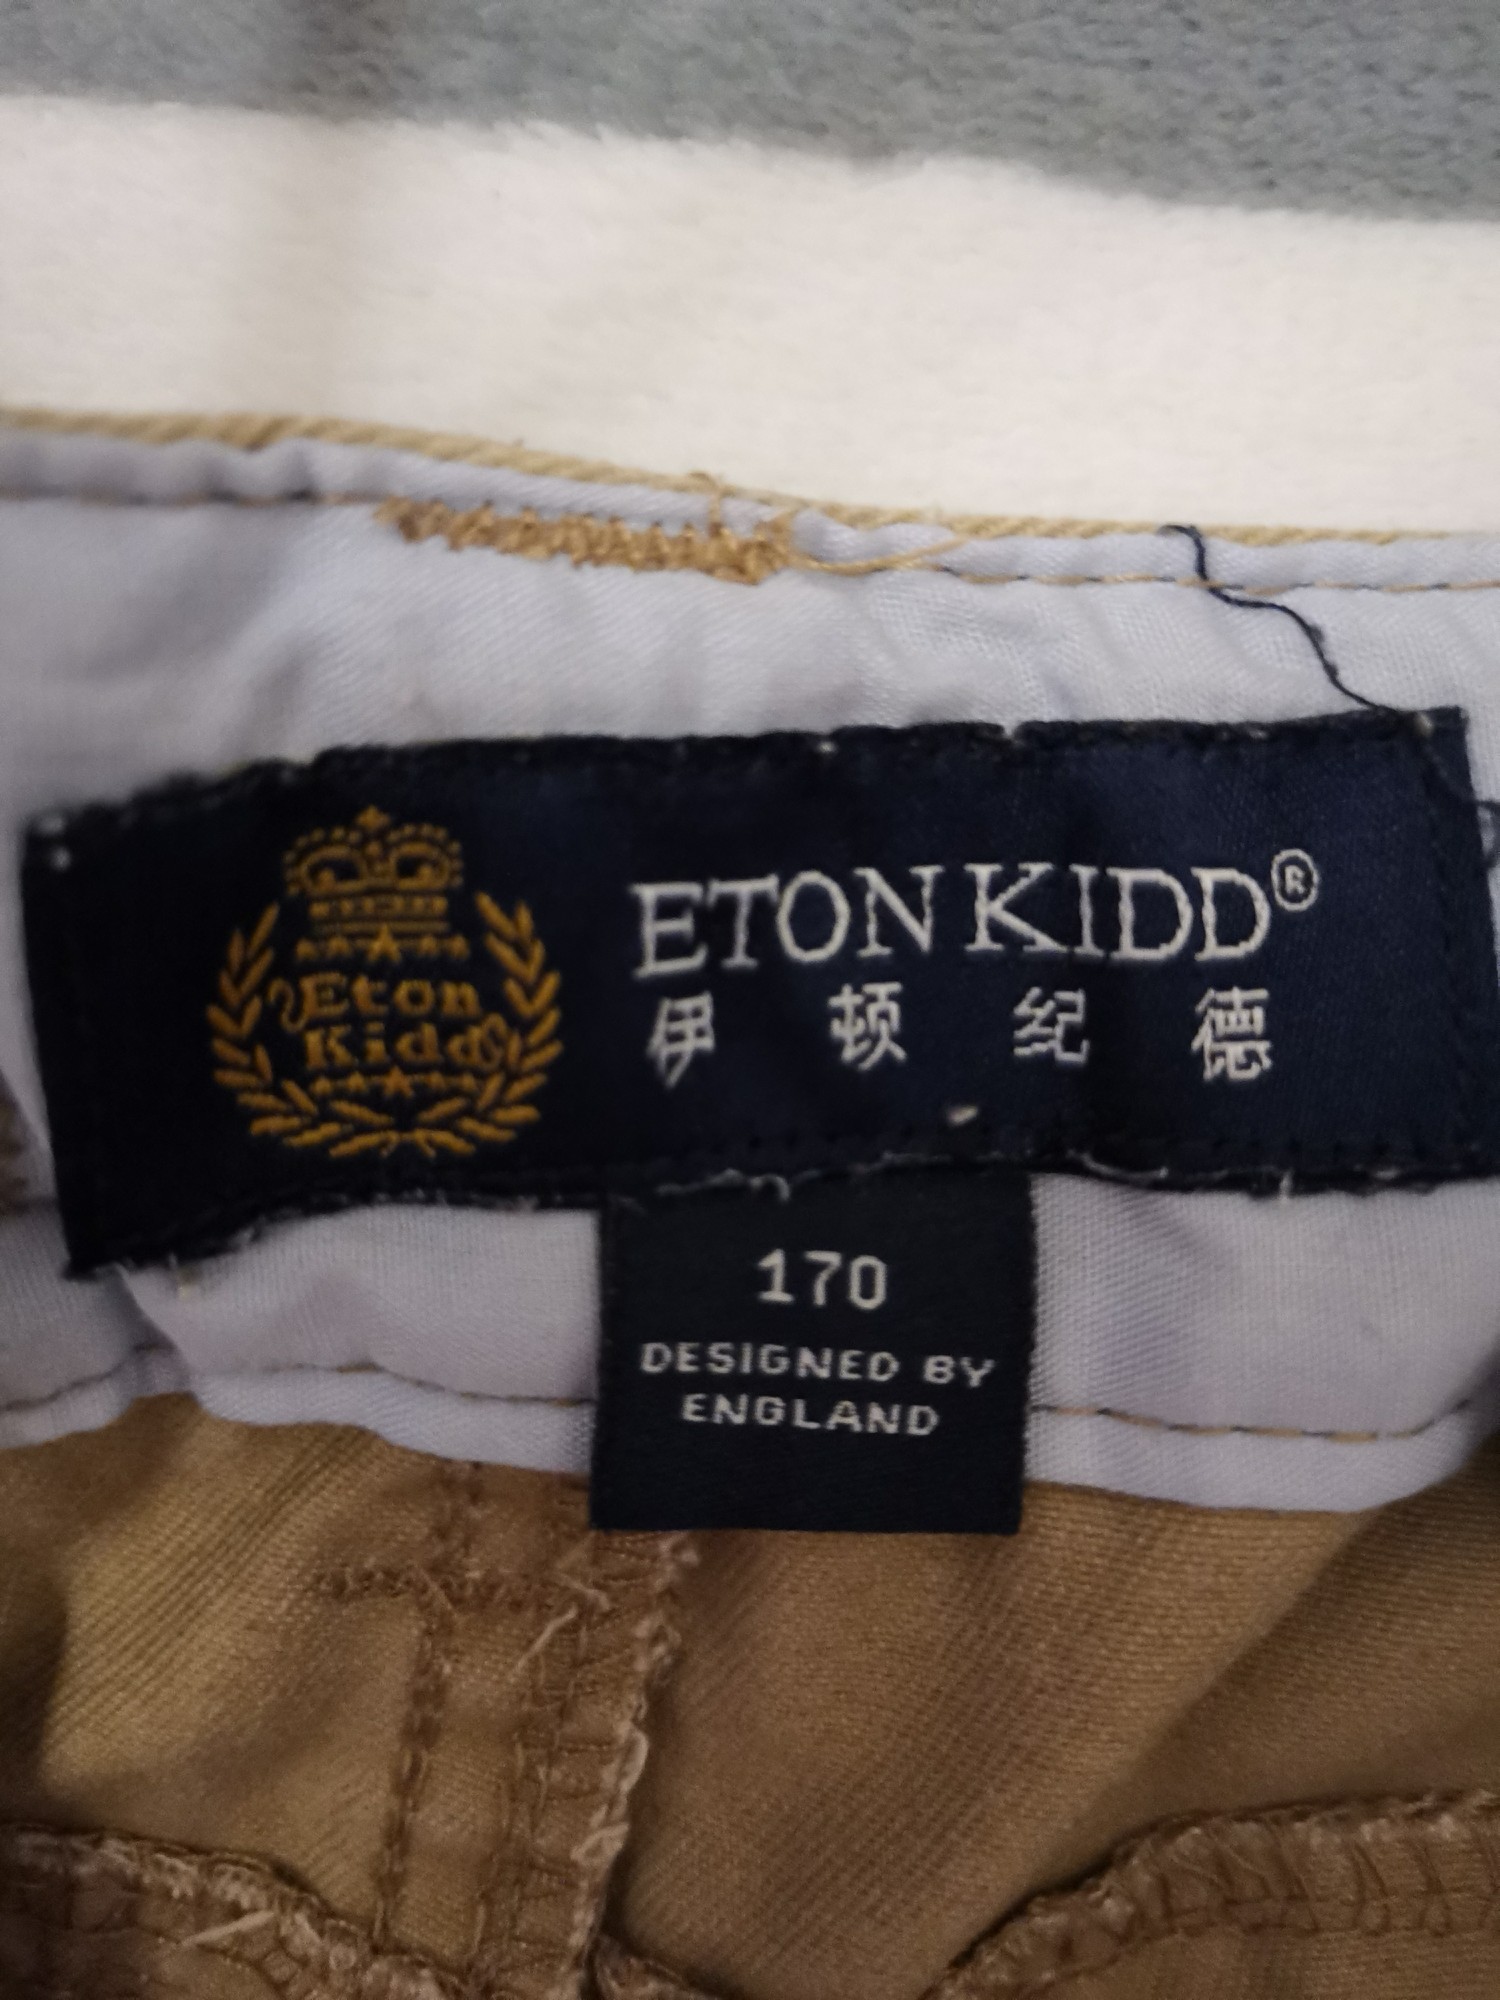 Eton
Kidd
ETON KIDD®
伊顿纪德
170
DESIGNED BY
ENGLAND